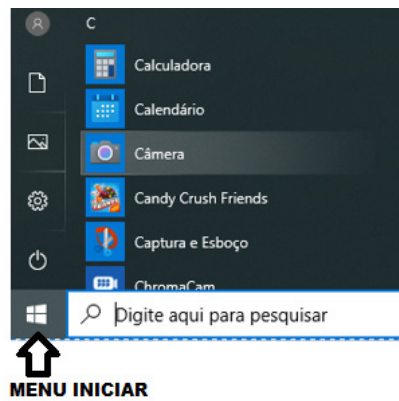 C
Calculadora
Calendário
Câmera
Candy Crush Friends
Captura e Esboço
ChromaCam
Digite aqui para pesquisar
MENU INICIAR